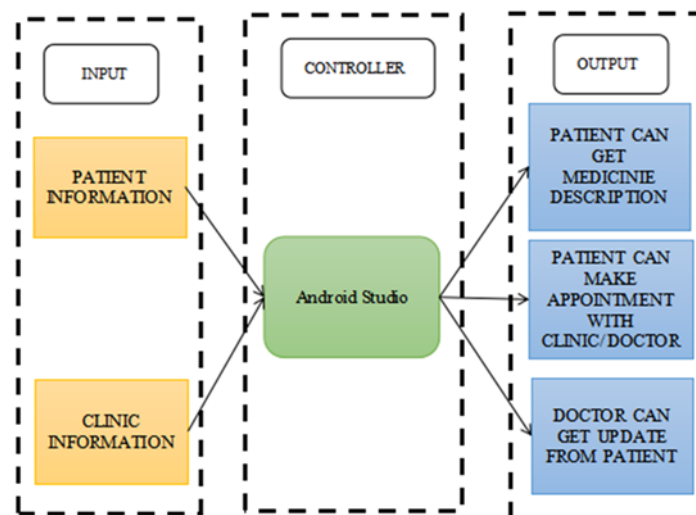 INPUT
PATIENT
INFORMATION
CLINIC
INFORMATION
CONTROLLER
Android Studio
OUTPUT
PATIENT CAN
GET
MEDICINIE
DESCRIPTION
PATIENT CAN
MAKE
APPOINTMENT
WITH
CLINIC/DOCTOR
DOCTOR CAN
GET UPDATE
FROM PATIENT